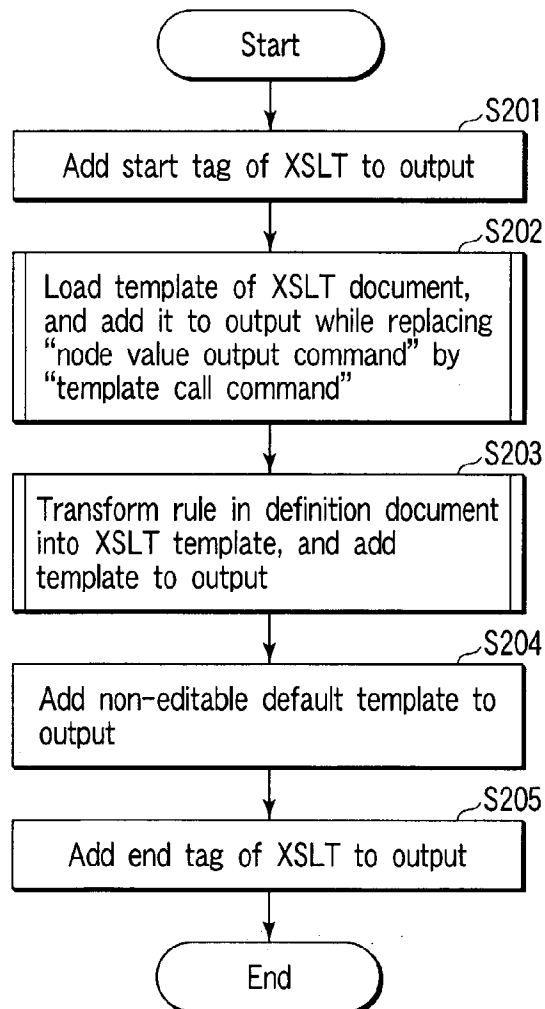 Start
S201
Add start tag of XSLT to output
S202
Load template of XSLT document,
and add it to output while replacing
“node value output command” by
“template call command”
S203
Transform rule in definition document
into XSLT template, and add
template to output
S204
Add non-editable default template to
output
S205
Add end tag of XSLT to output
End